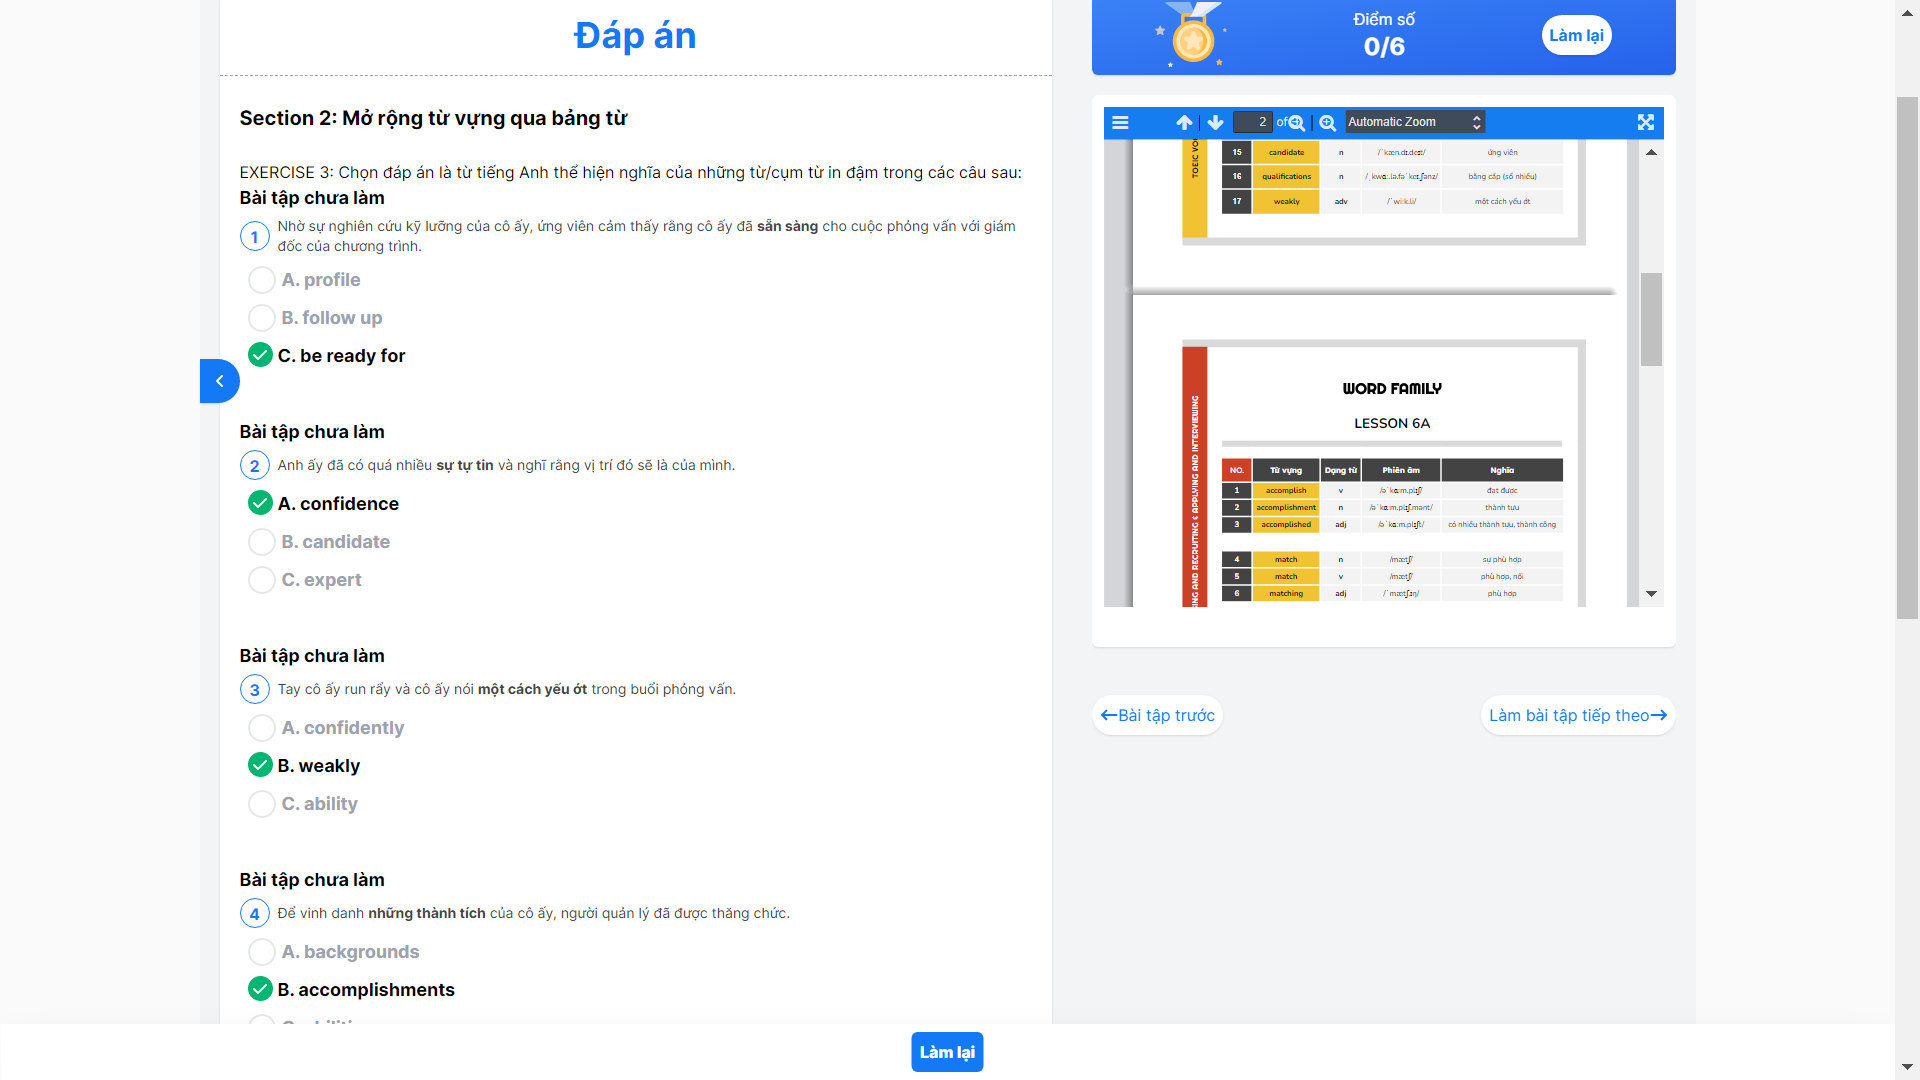 Đáp án
Section 2: Mở rộng từ vựng qua bảng từ
EXERCISE 3: Chọn đáp án là từ tiếng Anh thể hiện nghĩa của những từ/cụm từ in đậm trong các câu sau:
Bài tập chưa làm
1
Nhờ sự nghiên cứu kỹ lưỡng của cô ấy, ứng viên cảm thấy rằng cô ấy đã sẵn sàng cho cuộc phỏng vấn với giám
đốc của chương trình.
A. profile
B. follow up
C. be ready for
Bài tập chưa làm
2 Anh ấy đã có quá nhiều sự tự tin và nghĩ rằng vị trí đó sẽ là của mình.
A. confidence
B. candidate
C. expert
Bài tập chưa làm
3 Tay cô ấy run rẩy và cô ấy nói một cách yếu ớt trong buổi phỏng vấn.
A. confidently
B. weakly
C. ability
Bài tập chưa làm
4 Để vinh danh những thành tích của cô ấy, người quản lý đã được thăng chức.
A. backgrounds
B. accomplishments
Làm lại
Điểm số
0/6
Làm lại
2 of
Automatic Zoom
15 candidate n /ˈkæn.dɪ.deɪt/ ứng viên
16 qualifications n /ˌkwɑː.lə.fəˈkeɪ.ʃənz/ bằng cấp (số nhiều)
17 weakly adv /ˈwiːk.li/ một cách yếu ớt
WORD FAMILY
LESSON 6A
NO. Từ vựng Dạng từ Phiên âm Nghĩa
1 accomplish v /əˈkɑːm.plɪʃ/ đạt được
2 accomplishment n /əˈkɑːm.plɪʃ.mənt/ thành tựu
3 accomplished adj /əˈkɑːm.plɪʃt/ có nhiều thành tựu, thành công
4 match n /mætʃ/ sự phù hợp
5 match v /mætʃ/ phù hợp, nối
6 matching adj /ˈmætʃ.ɪŋ/ phù hợp
AND RECRUITING & APPLYING AND INTERVIEWING
Bài tập trước
Làm bài tập tiếp theo